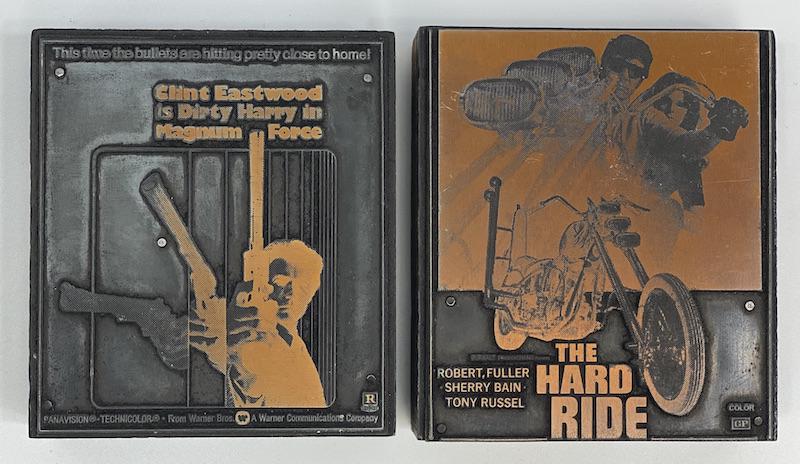 This time the bullets are hitting pretty close to home!
Clint Eastwood
is Dirty Harry in
Magnum Force
R
PANAVISION® · TECHNICOLOR® · From Warner Bros. A Warner Communications Company
THE
HARD
RIDE
ROBERT FULLER
SHERRY BAIN
TONY RUSSEL
COLOR
GP